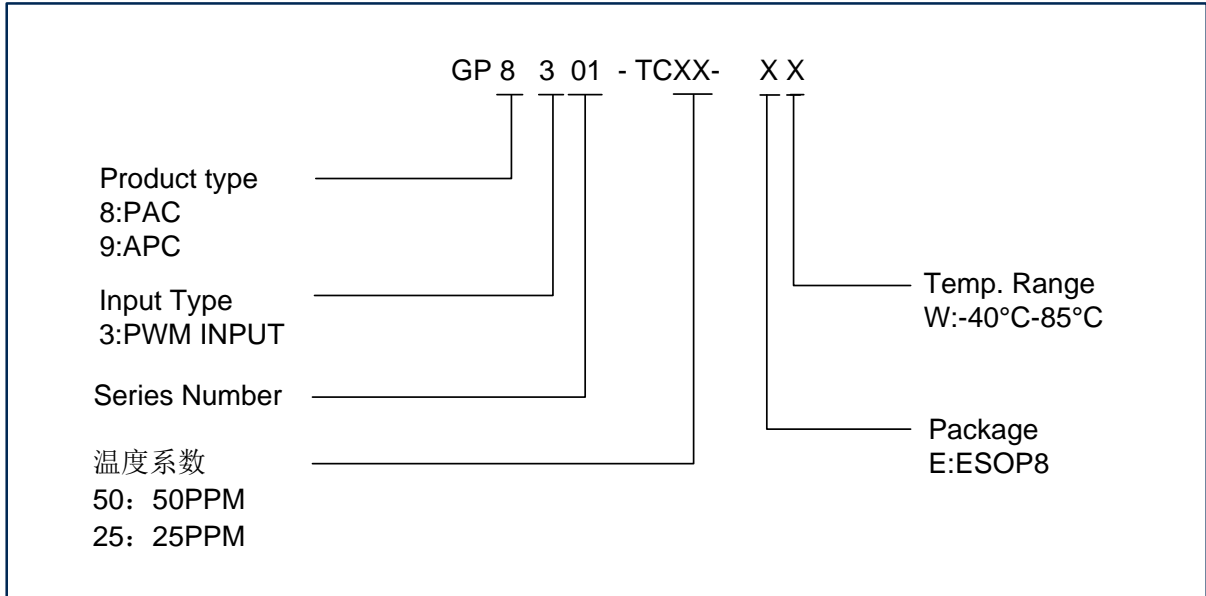 GP 8 3 01 - TCXX- X X
Product type
8:PAC
9:APC
Input Type
3:PWM INPUT
Series Number
温度系数
50：50PPM
25：25PPM
Temp. Range
W:-40°C-85°C
Package
E:ESOP8